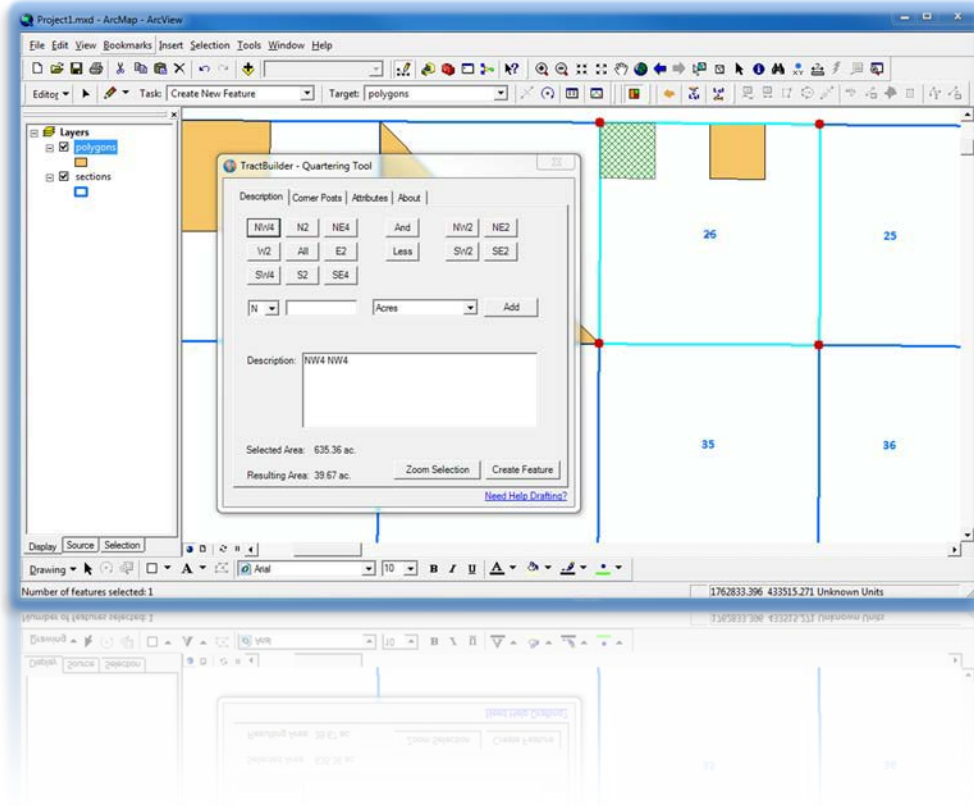 Project1.mxd - ArcMap - ArcView
File Edit View Bookmarks Insert Selection Tools Window Help
Editor Task: Create New Feature Target: polygons
Layers
polygons
sections
TractBuilder - Quartering Tool
Description Corner Posts Attributes About
NW4 N2 NE4 And NW2 NE2
W2 All E2 Less SW2 SE2
SW4 S2 SE4
N Acres Add
Description: NW4 NW4
Selected Area: 635.36 ac.
Resulting Area: 39.67 ac. Zoom Selection Create Feature
Need Help Drafting?
26 25
35 36
Display Source Selection
Drawing A Arial 10 B I U A
Number of features selected: 1 1762833.396 433515.271 Unknown Units